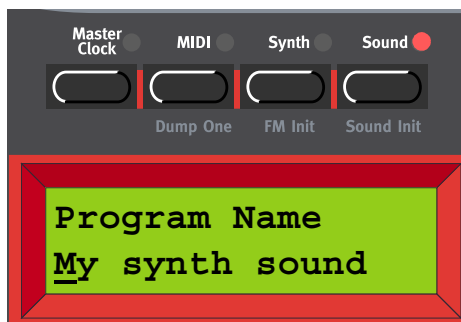 Master Clock MIDI Synth Sound
Dump One FM Init Sound Init
Program Name
My synth sound